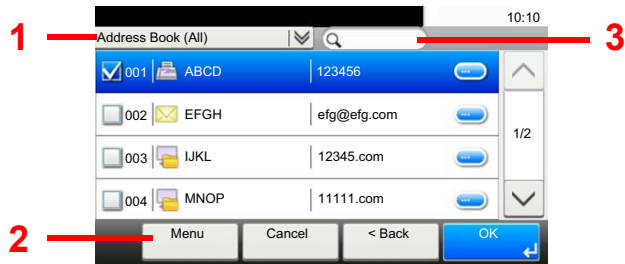 10:10
1 Address Book (All) 3
001 ABCD 123456
002 EFGH efg@efg.com
1/2
003 IJKL 12345.com
004 MNOP 11111.com
2 Menu Cancel < Back OK